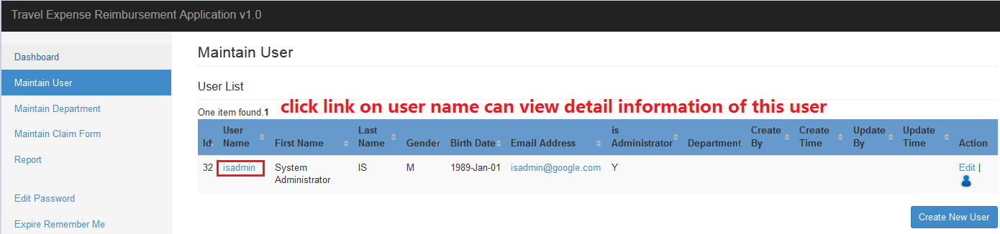 Travel Expense Reimbursement Application v1.0
Dashboard
Maintain User
Maintain Department
Maintain Claim Form
Report
Edit Password
Expire Remember Me
Maintain User
User List
One item found.1
click link on user name can view detail information of this user
Id User Name First Name Last Name Gender Birth Date Email Address is Administrator Department Create By Create Time Update By Update Time Action
32 isadmin System Administrator IS M 1989-Jan-01 isadmin@google.com Y Edit |
Create New User